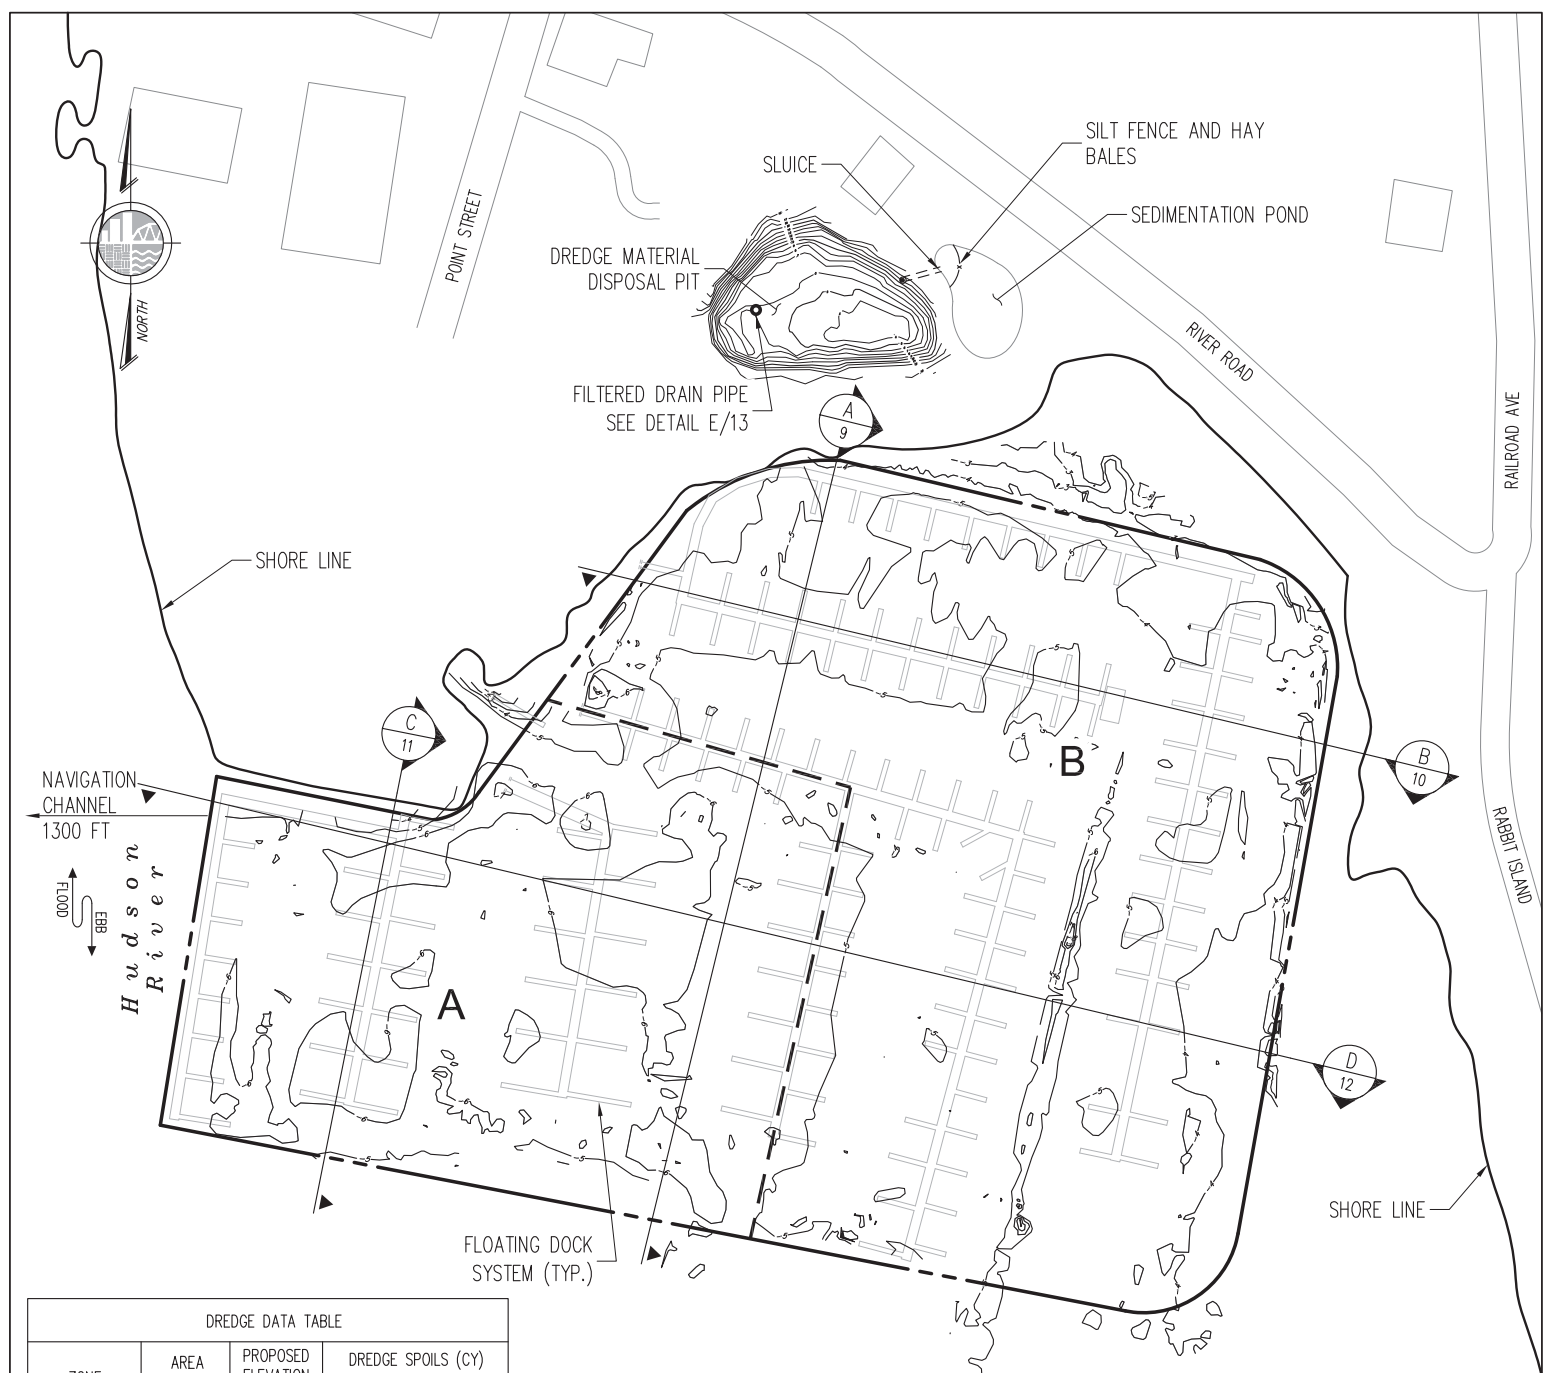 SILT FENCE AND HAY
BALES
SLUICE
SEDIMENTATION POND
POINT STREET
DREDGE MATERIAL
DISPOSAL PIT
NORTH
RIVER ROAD
RAILROAD AVE
FILTERED DRAIN PIPE
SEE DETAIL E/13
A
9
SHORE LINE
C
11
B
B
10
NAVIGATION
CHANNEL
1300 FT
RABBIT ISLAND
FLOOD
EBB
Hudson
River
A
D
12
SHORE LINE
FLOATING DOCK
SYSTEM (TYP.)
DREDGE DATA TABLE
AREA
PROPOSED
DREDGE SPOILS (CY)